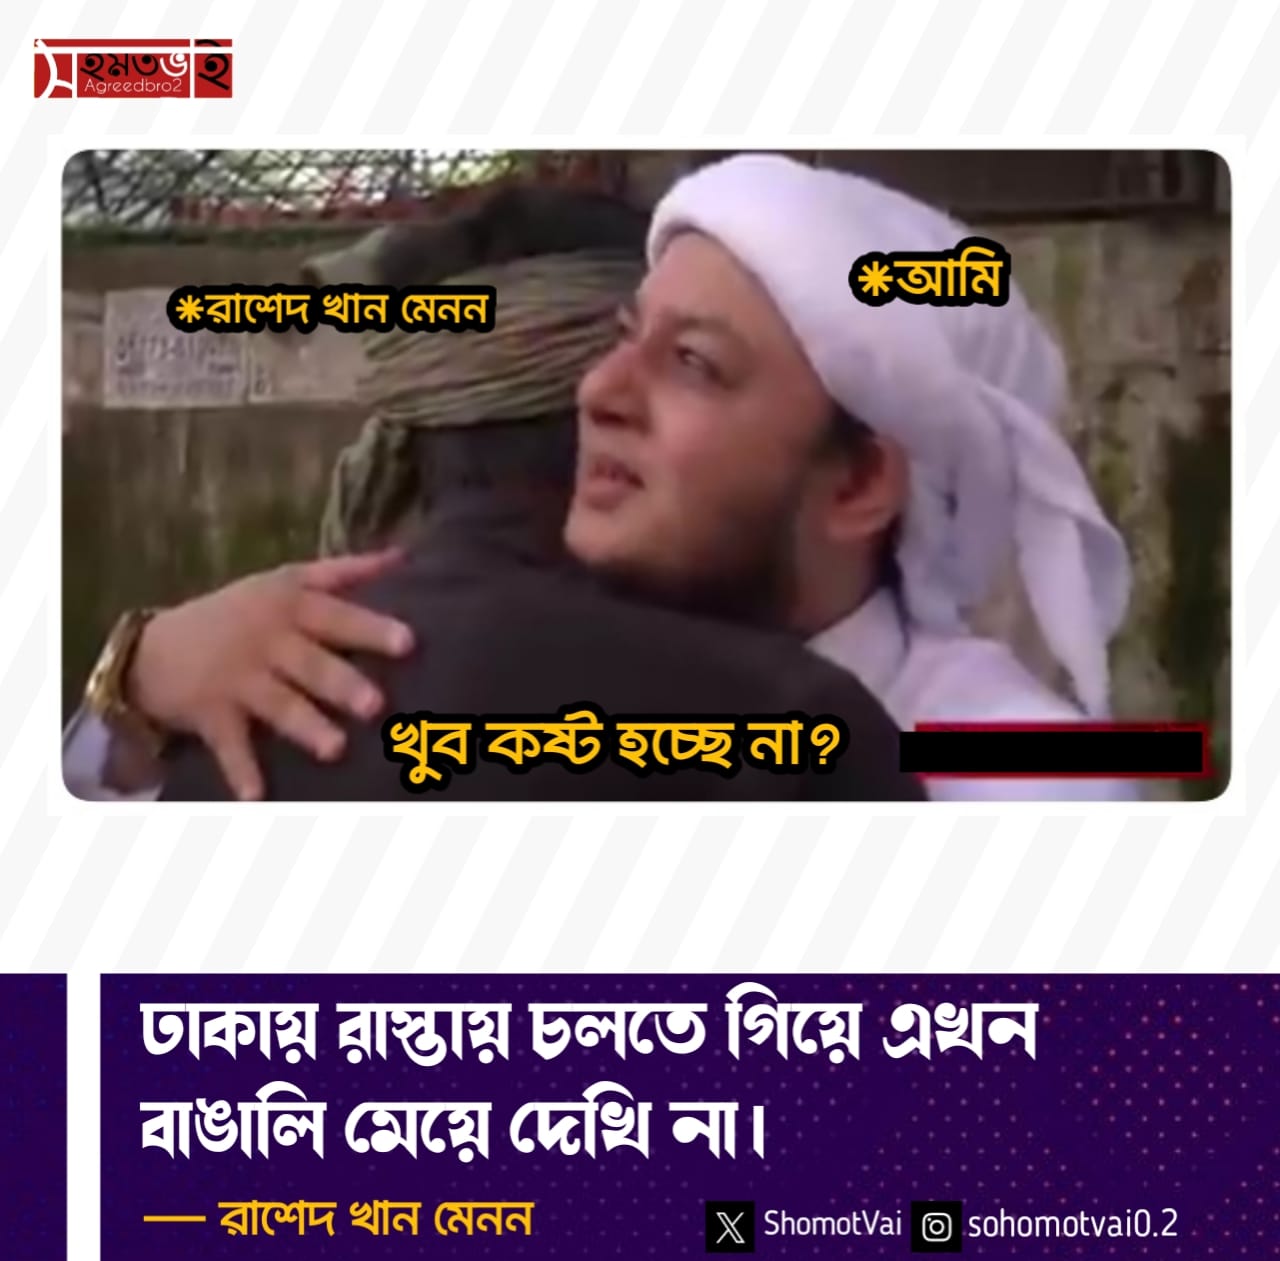 সহমতভাই
Agreedbro2
*আমি
*রাশেদ খান মেনন
খুব কষ্ট হচ্ছে না?
ঢাকায় রাস্তায় চলতে গিয়ে এখন
বাঙালি মেয়ে দেখি না।
— রাশেদ খান মেনন
ShomotVai sohomotvai0.2